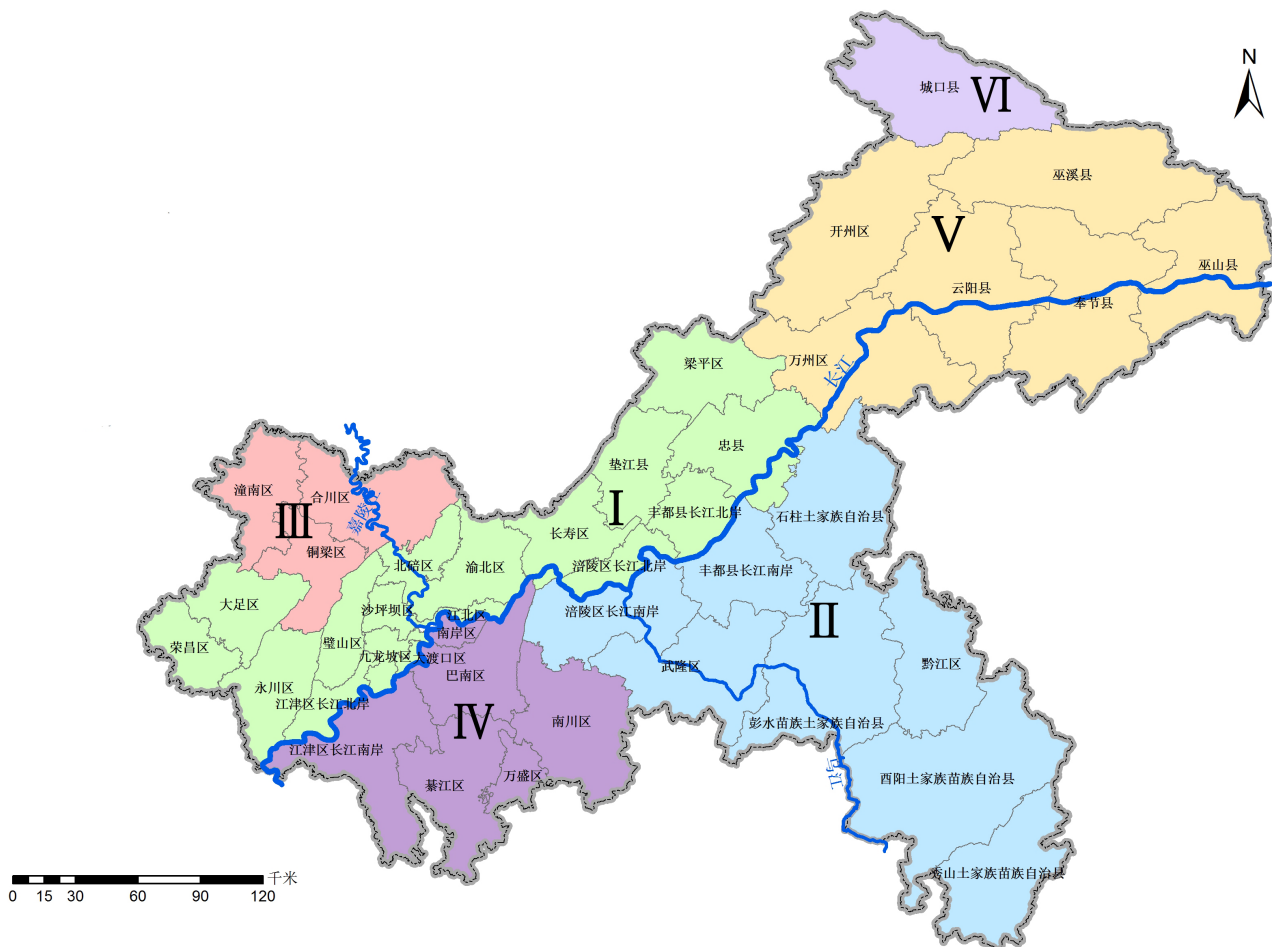 N
城口县
VI
巫溪县
开州区
V
巫山县
云阳县
奉节县
万州区
长江
梁平区
忠县
垫江县
I
丰都县长江北岸
石柱土家族自治县
长寿区
潼南区
合川区
III
嘉陵江
铜梁区
北碚区
渝北区
涪陵区长江北岸
丰都县长江南岸
大足区
沙坪坝区
江北区
涪陵区长江南岸
II
南岸区
荣昌区
璧山区
九龙坡区
大渡口区
武隆区
黔江区
巴南区
永川区
江津区长江北岸
IV
南川区
彭水苗族土家族自治县
江津区长江南岸
乌江
万盛区
綦江区
酉阳土家族苗族自治县
秀山土家族苗族自治县
千米
0 15 30 60 90 120